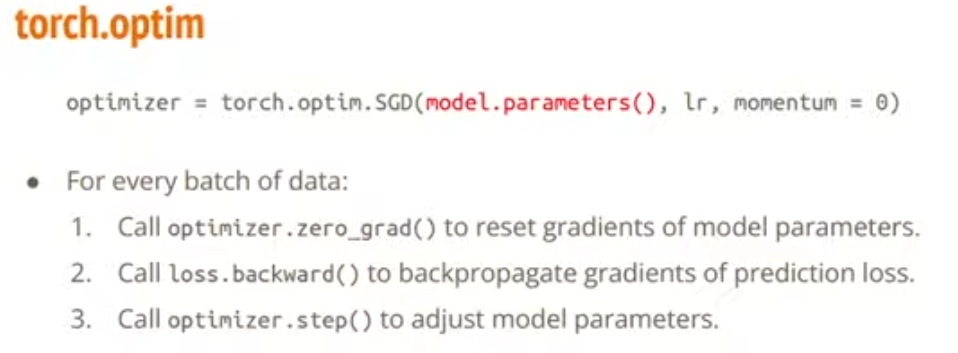 torch.optim
optimizer = torch.optim.SGD(model.parameters(), lr, momentum = 0)
● For every batch of data:
1. Call optimizer.zero_grad() to reset gradients of model parameters.
2. Call loss.backward() to backpropagate gradients of prediction loss.
3. Call optimizer.step() to adjust model parameters.